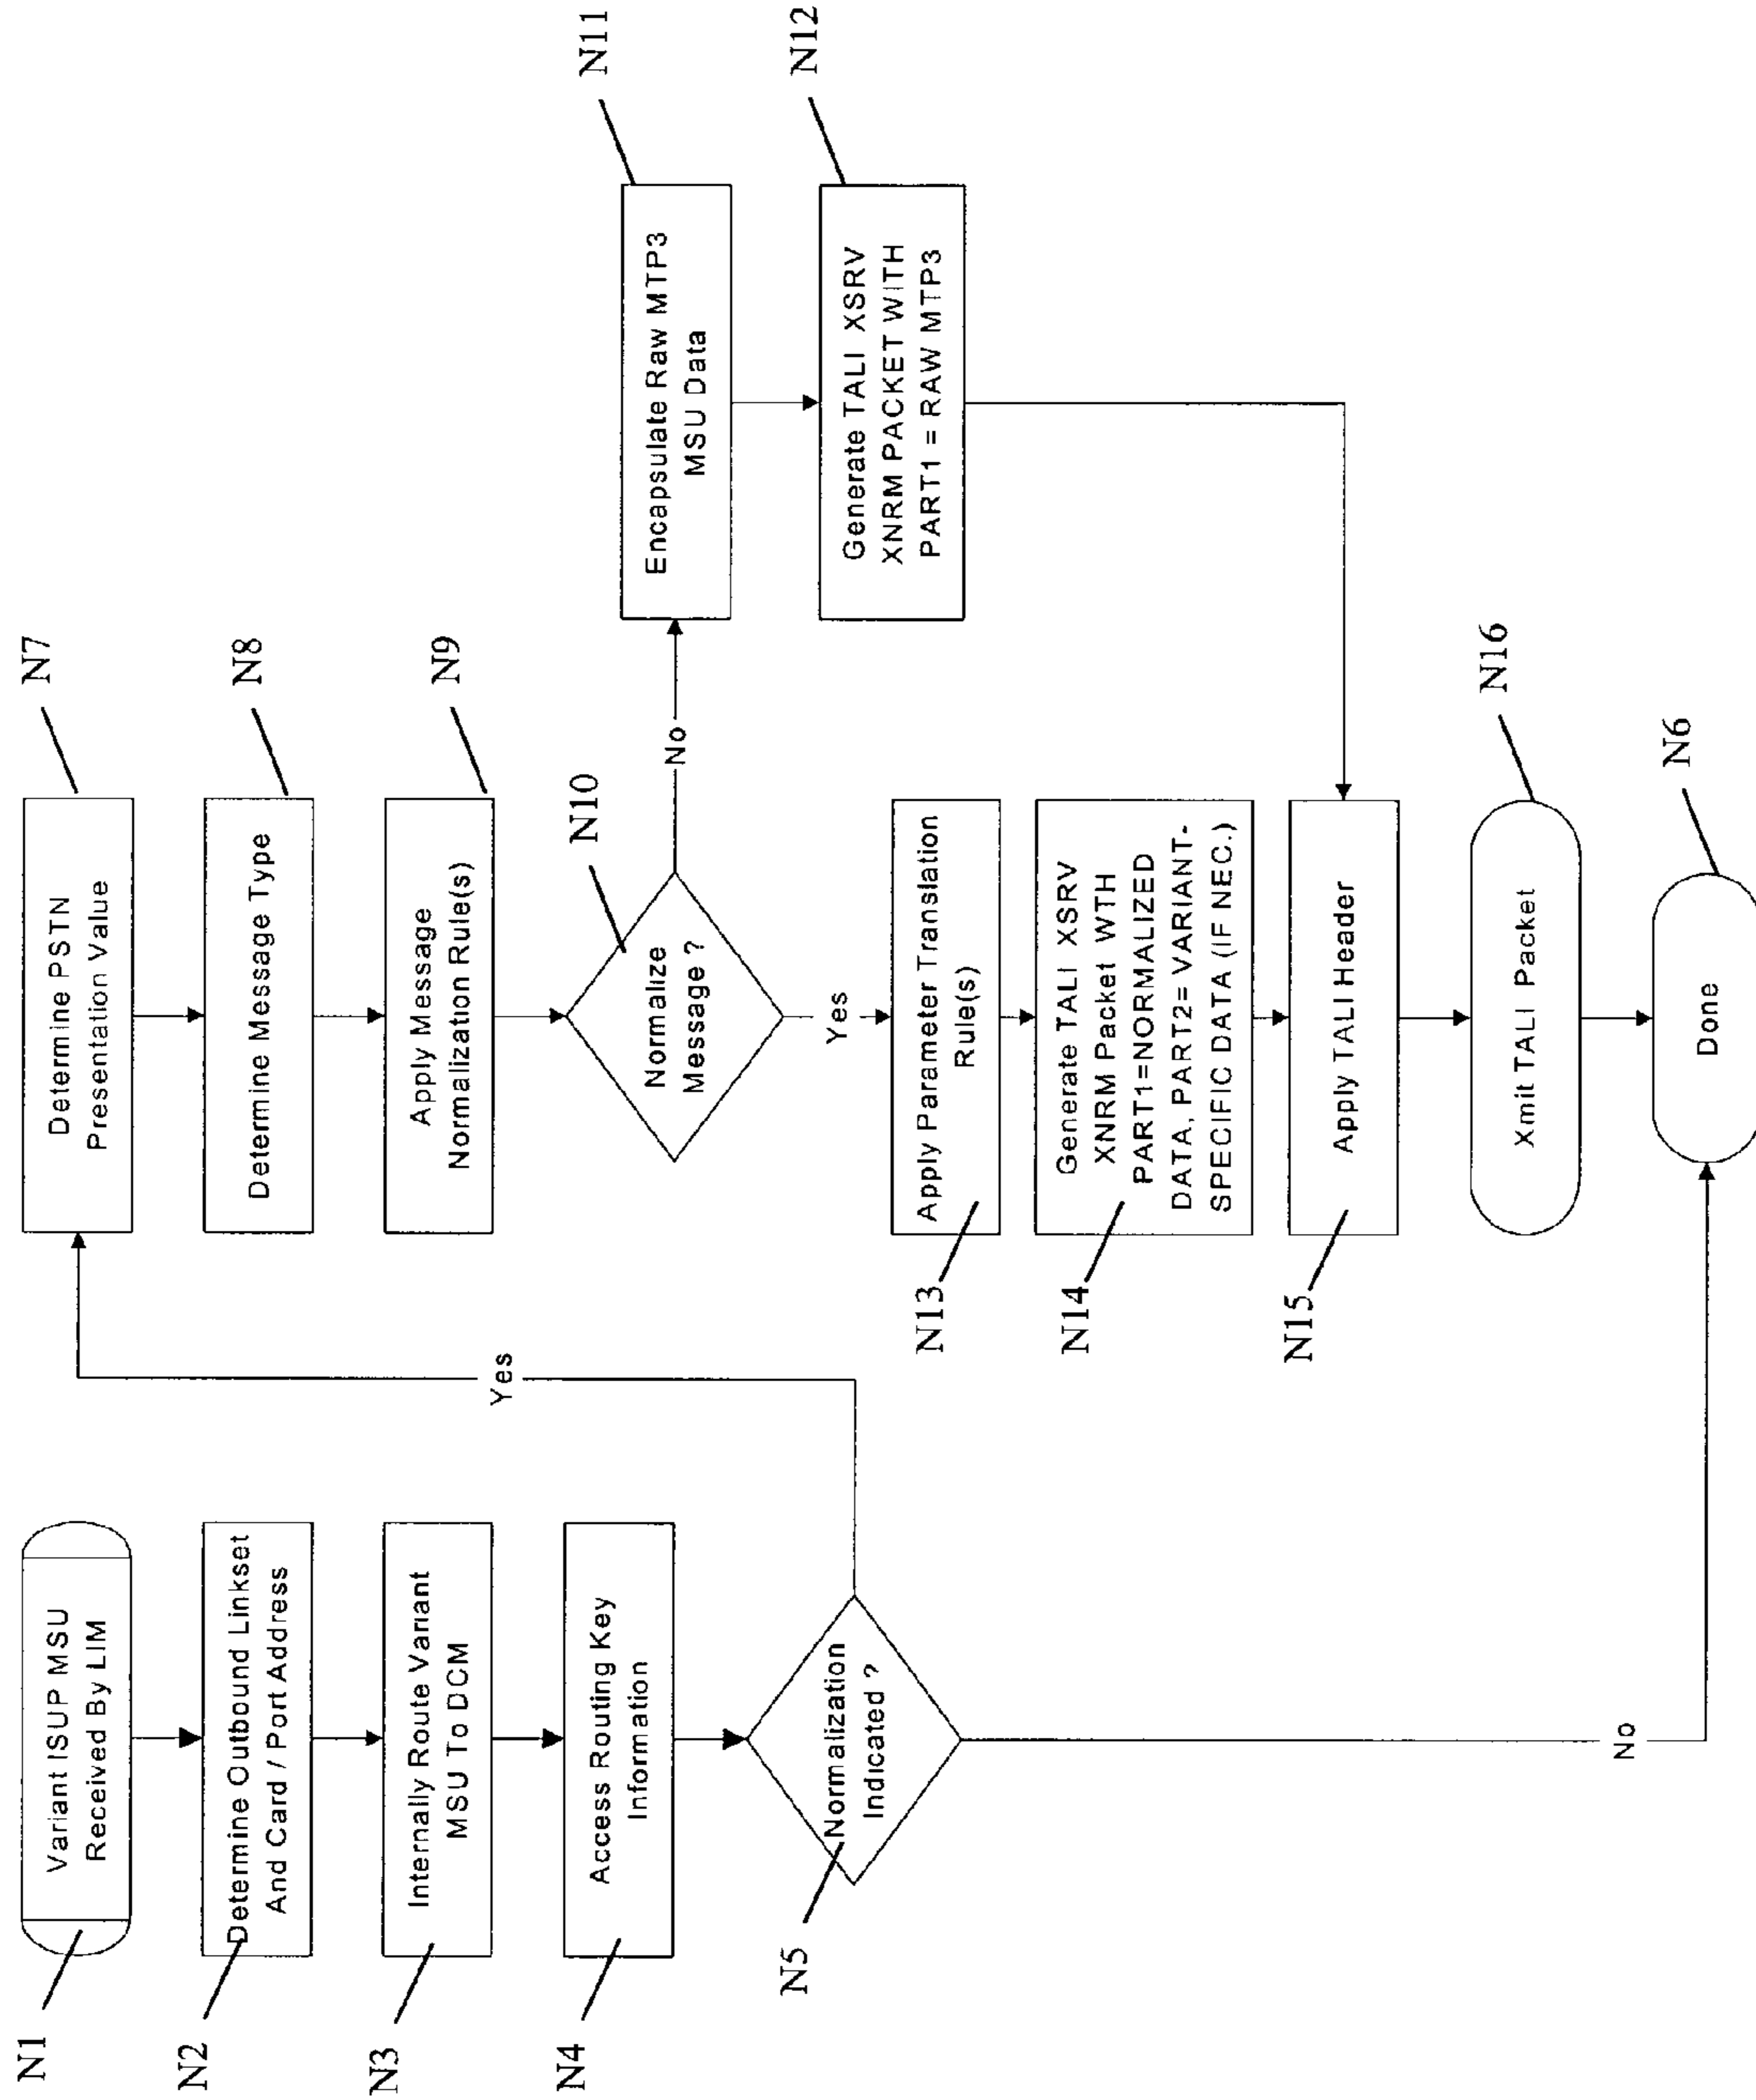 N1
Variant ISUP MSU
Received By LIM
N2
Determine Outbound Linkset
And Card / Port Address
N3
Internally Route Variant
MSU To DCM
N4
Access Routing Key
Information
N5
Normalization
Indicated ?
Yes
No
N7
Determine PSTN
Presentation Value
N8
Determine Message Type
N9
Apply Message
Normalization Rule(s)
N10
Normalize
Message ?
No
Yes
N11
Encapsulate Raw MTP3
MSU Data
N12
Generate TALI XSRV
XNRM PACKET WITH
PART1 = RAW MTP3
N13
Apply Parameter Translation
Rule(s)
N14
Generate TALI XSRV
XNRM Packet WTH
PART1=NORMALIZED
DATA, PART2= VARIANT-
SPECIFIC DATA (IF NEC.)
N15
Apply TALI Header
N16
Xmit TALI Packet
N6
Done